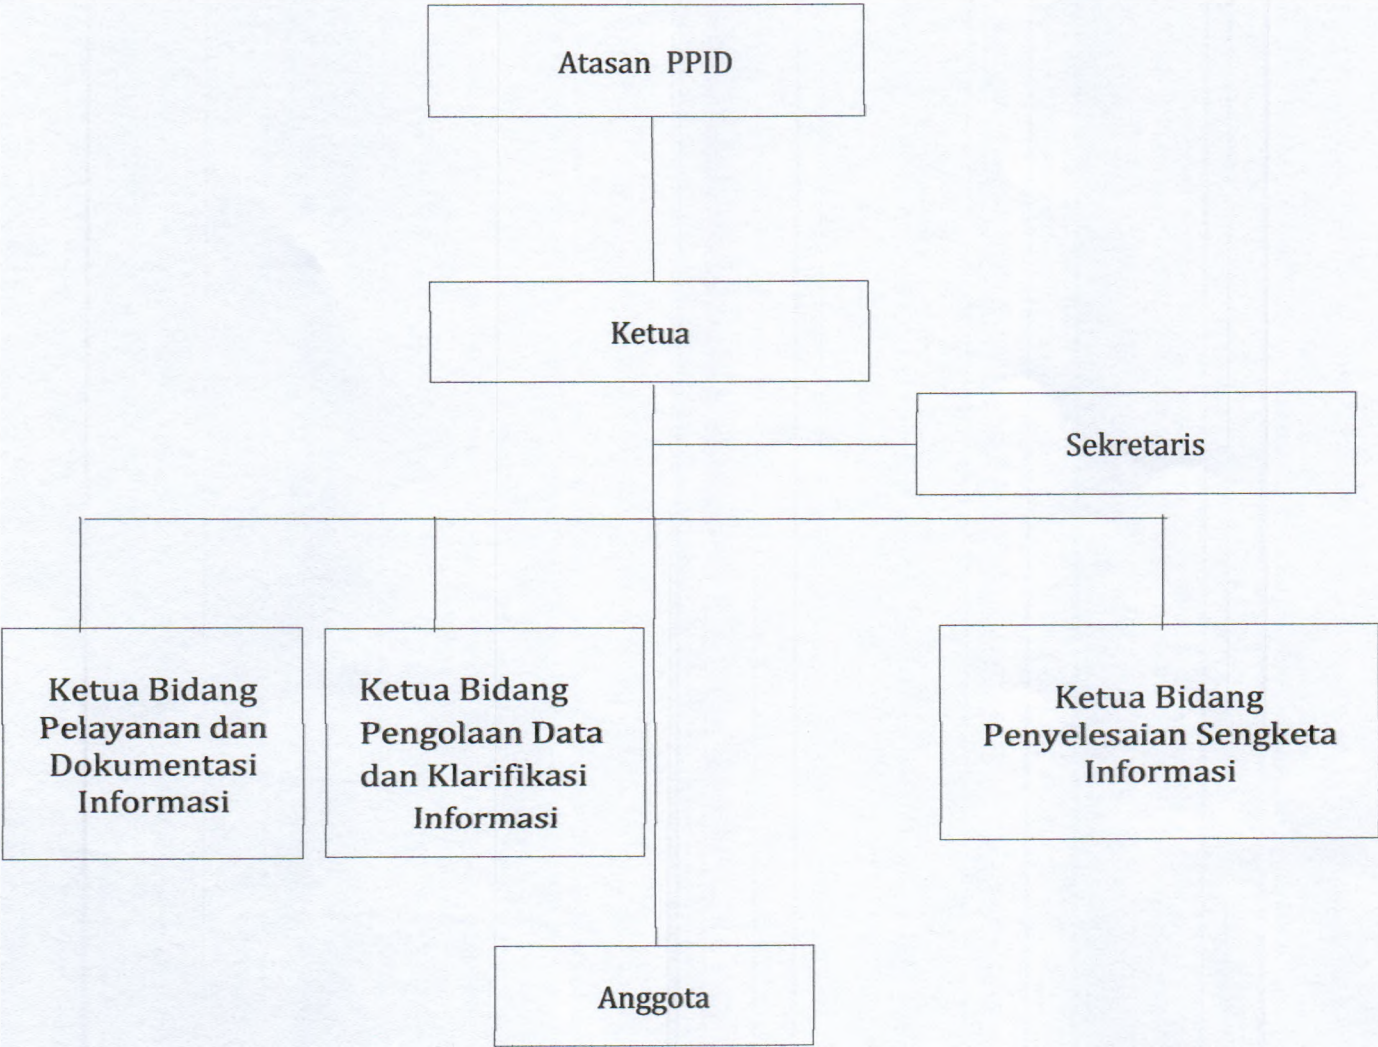 Atasan PPID
Ketua
Sekretaris
Ketua Bidang
Pelayanan dan
Dokumentasi
Informasi
Ketua Bidang
Pengolaan Data
dan Klarifikasi
Informasi
Ketua Bidang
Penyelesaian Sengketa
Informasi
Anggota